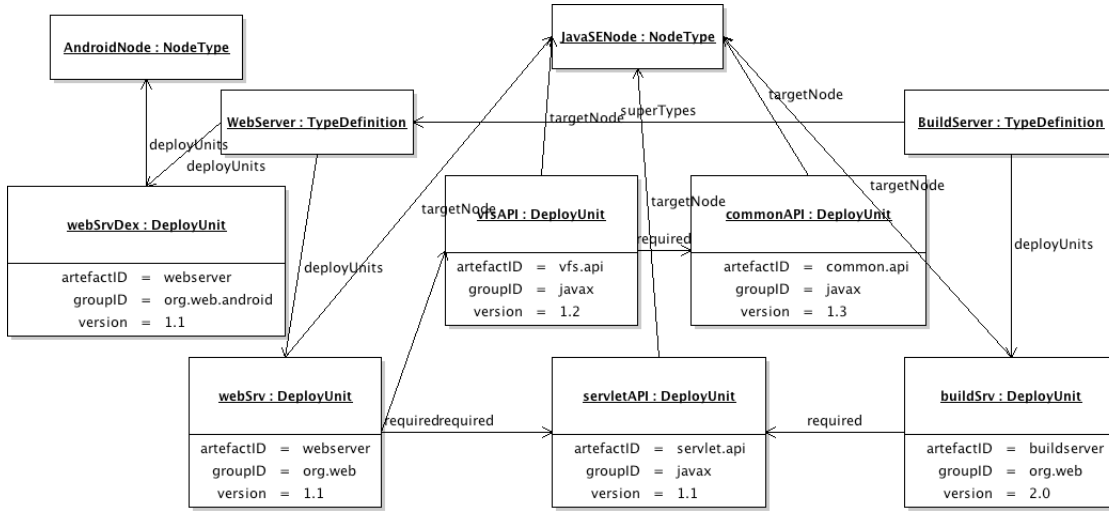 AndroidNode : NodeType
JavaSENode : NodeType
targetNode
WebServer : TypeDefinition
targetNode
superTypes
BuildServer : TypeDefinition
deployUnits
deployUnits
targetNode
webSrvDex : DeployUnit
artefactID = webserver
groupID = org.web.android
version = 1.1
targetNode
vfsAPI : DeployUnit
required
artefactID = vfs.api
groupID = javax
version = 1.2
targetNode
commonAPI : DeployUnit
artefactID = common.api
groupID = javax
version = 1.3
deployUnits
deployUnits
webSrv : DeployUnit
artefactID = webserver
groupID = org.web
version = 1.1
requiredrequired
servletAPI : DeployUnit
artefactID = servlet.api
groupID = javax
version = 1.1
required
buildSrv : DeployUnit
artefactID = buildserver
groupID = org.web
version = 2.0